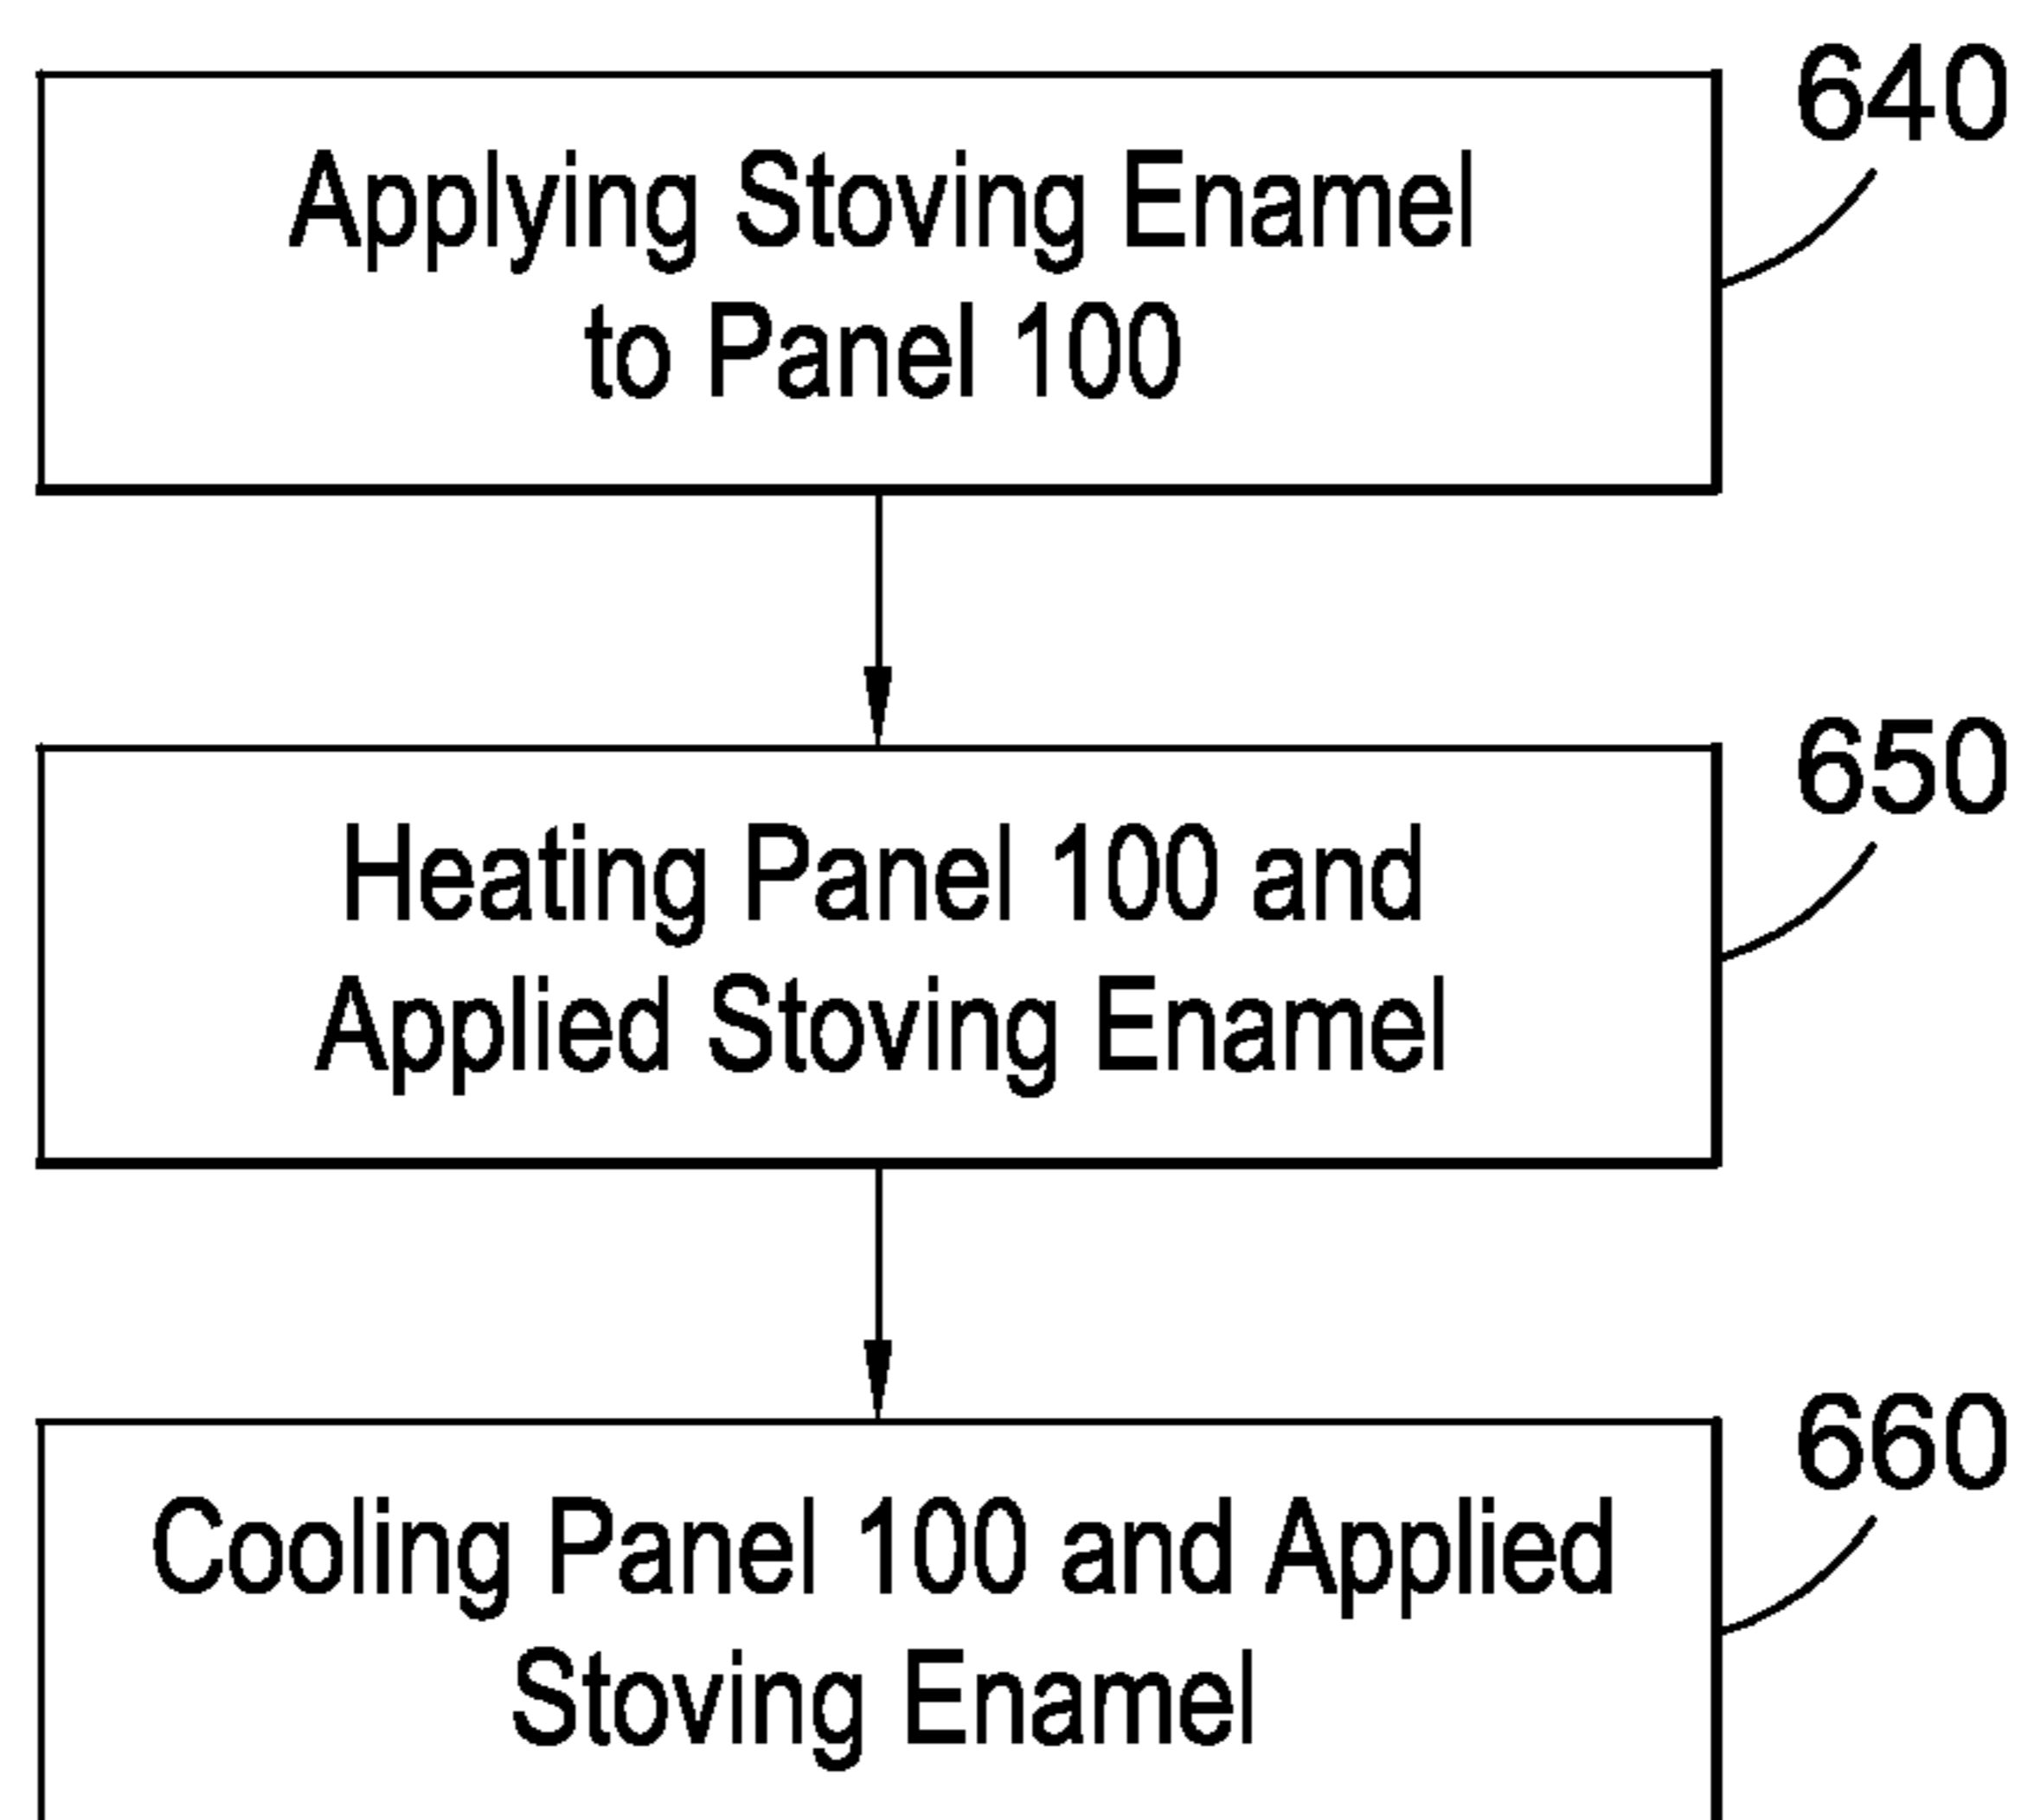 640
Applying Stoving Enamel
to Panel 100
650
Heating Panel 100 and
Applied Stoving Enamel
660
Cooling Panel 100 and Applied
Stoving Enamel